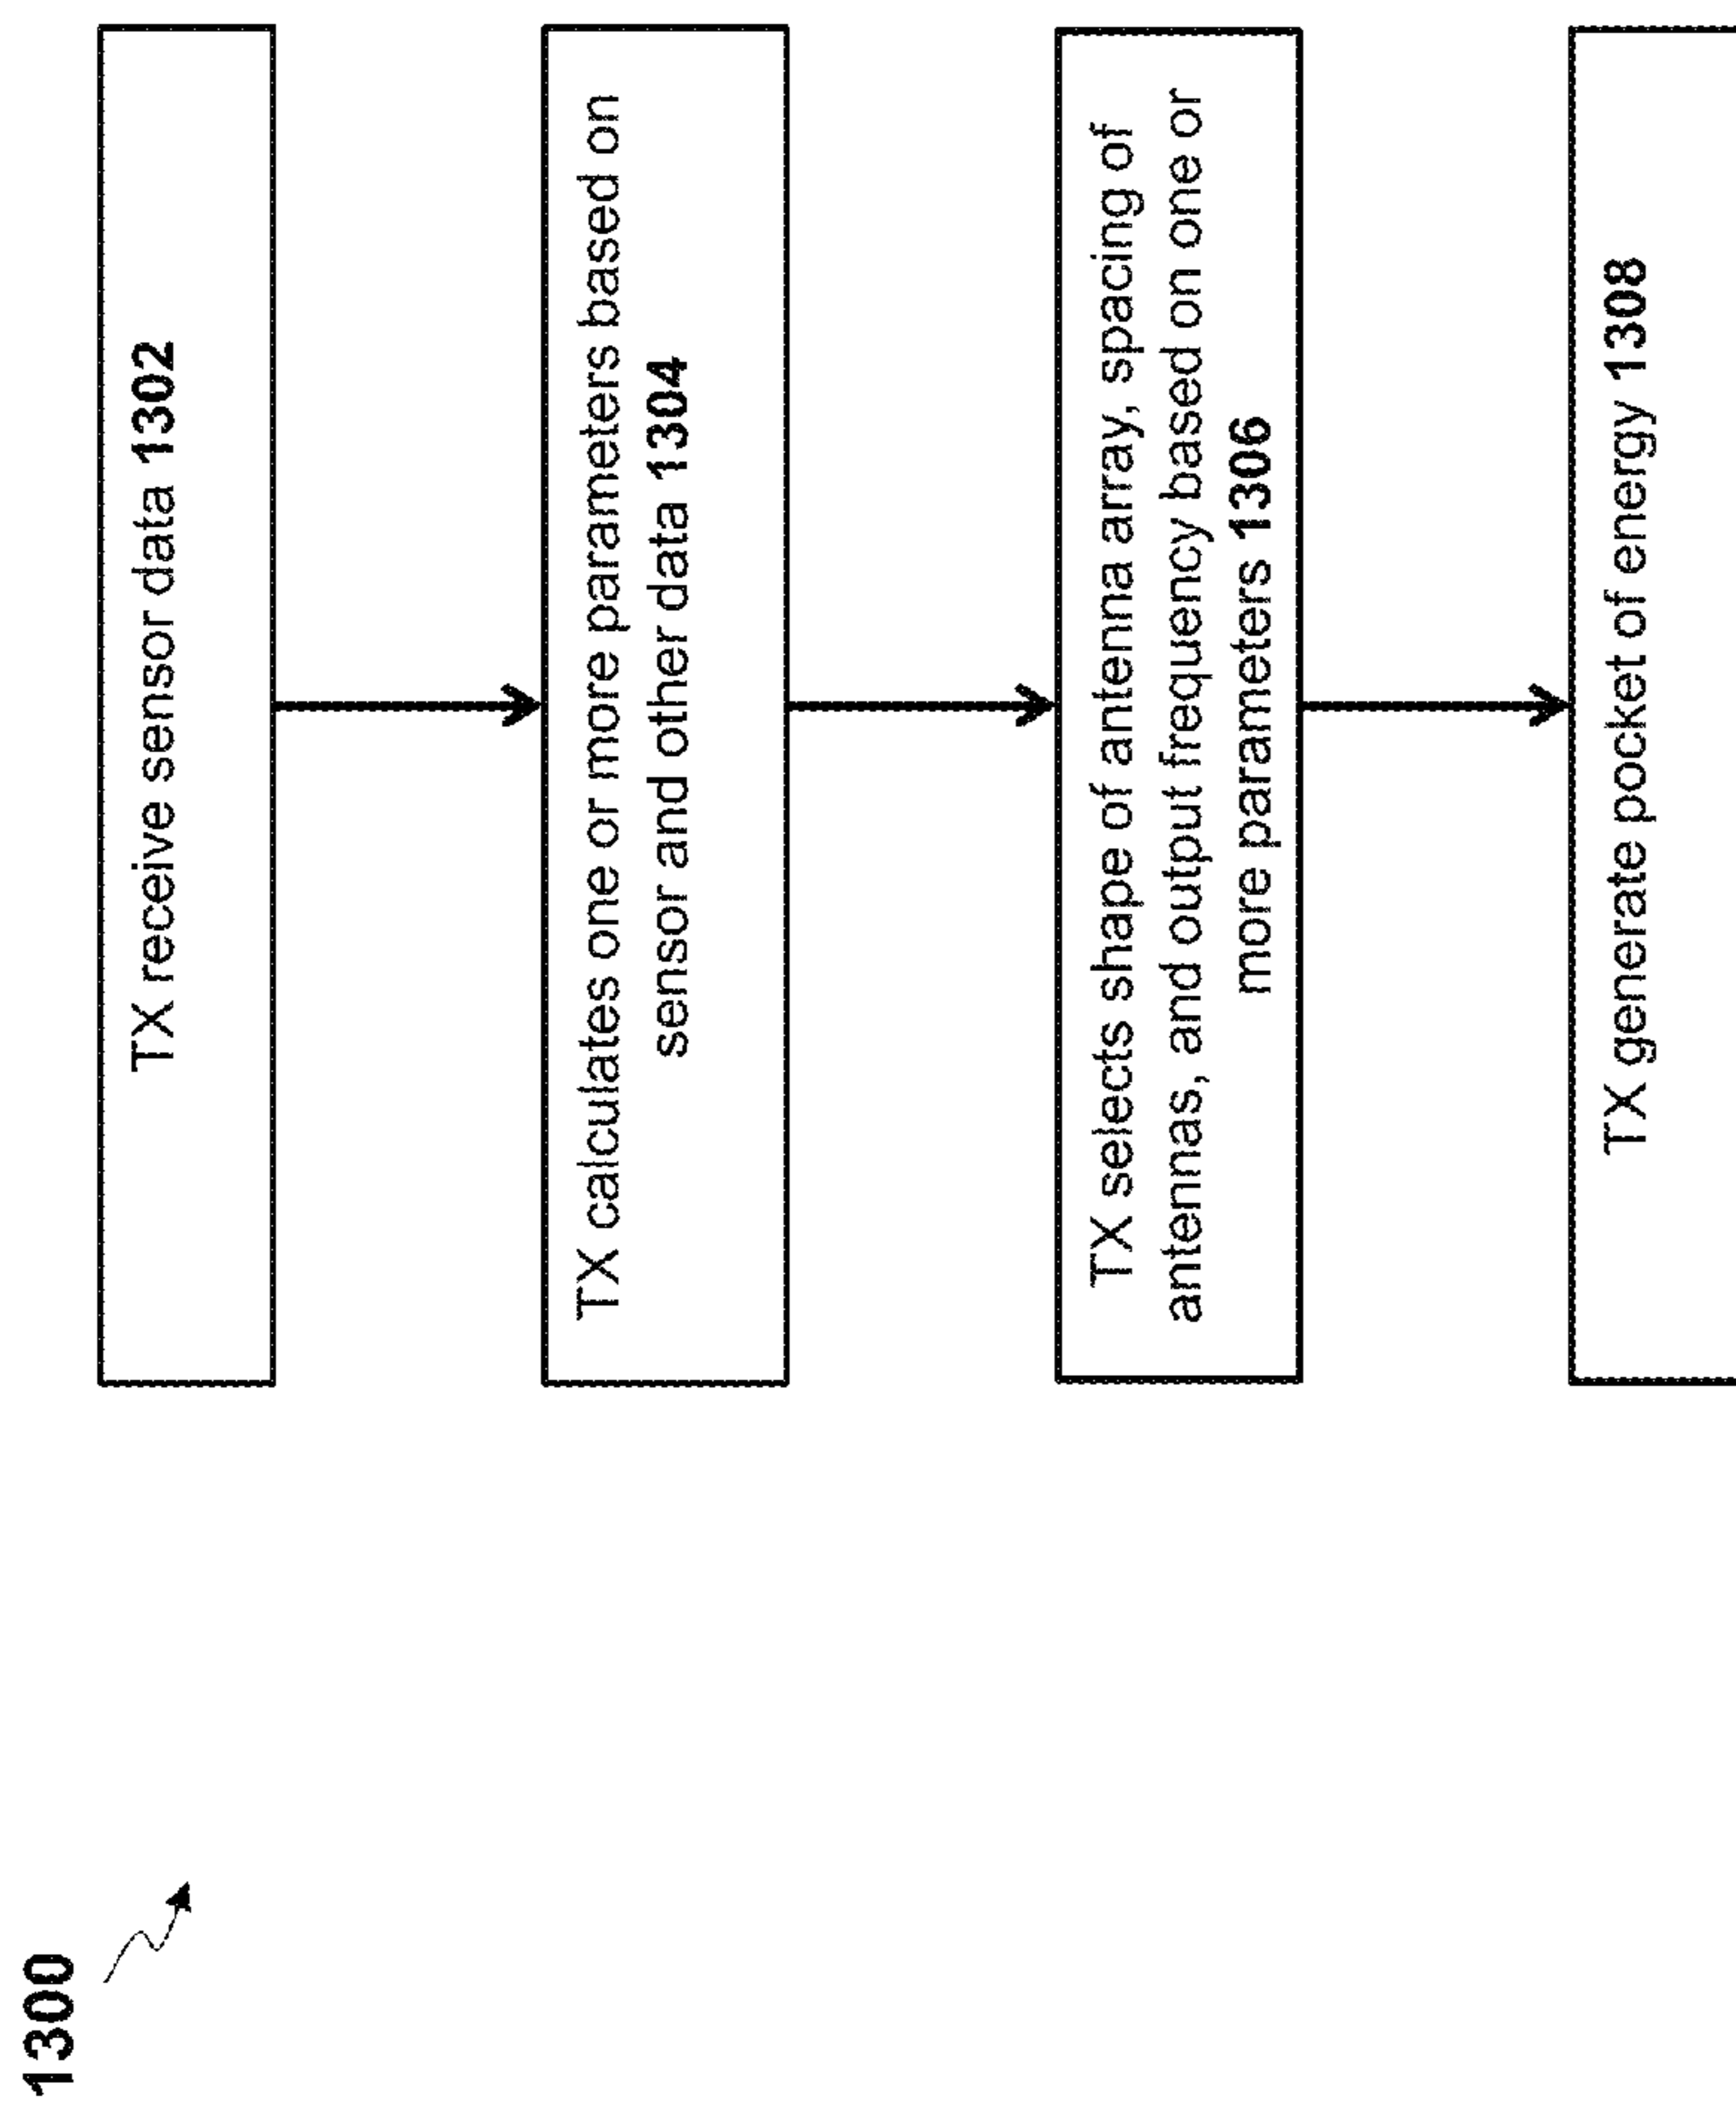 1300
TX receive sensor data 1302
TX calculates one or more parameters based on
sensor and other data 1304
TX selects shape of antenna array, spacing of
antennas, and output frequency based on one or
more parameters 1306
TX generate pocket of energy 1308